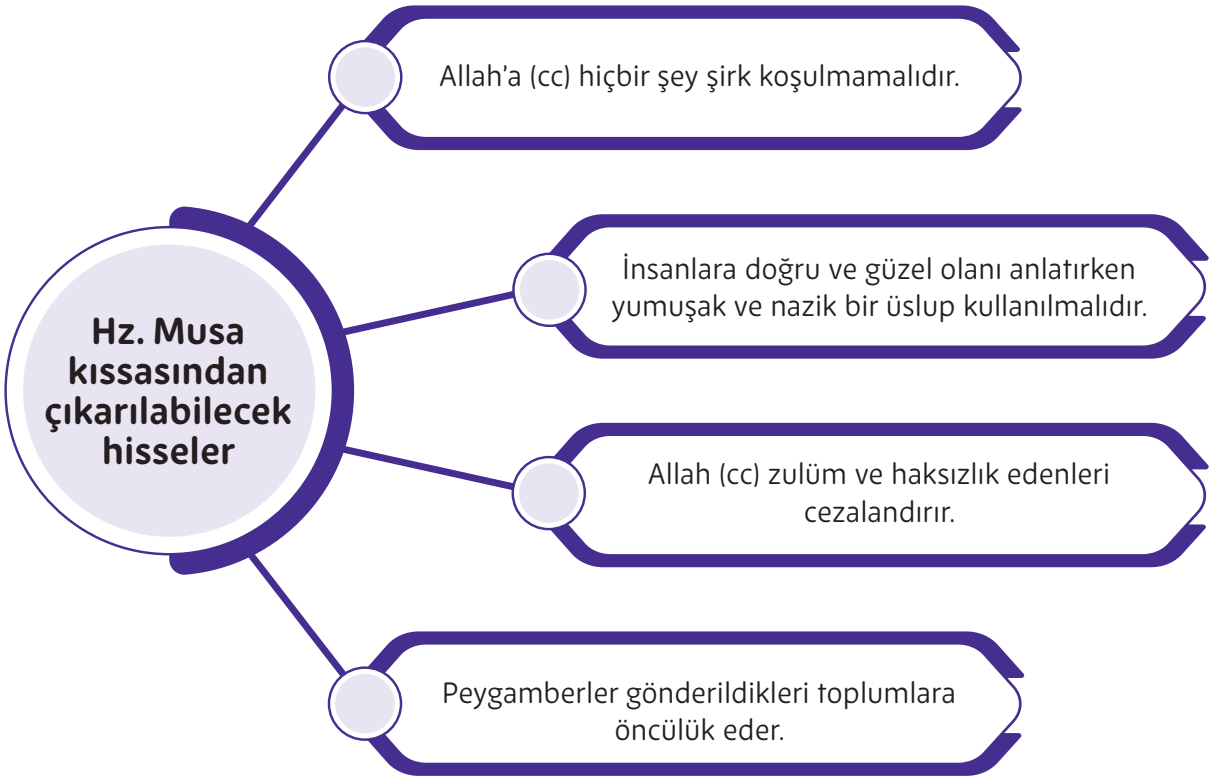 Hz. Musa
kıssasından
çıkarılabilecek
hisseler
Allah'a (cc) hiçbir şey şirk koşulmamalıdır.
İnsanlara doğru ve güzel olanı anlatırken
yumuşak ve nazik bir üslup kullanılmalıdır.
Allah (cc) zulüm ve haksızlık edenleri
cezalandırır.
Peygamberler gönderildikleri toplumlara
öncülük eder.